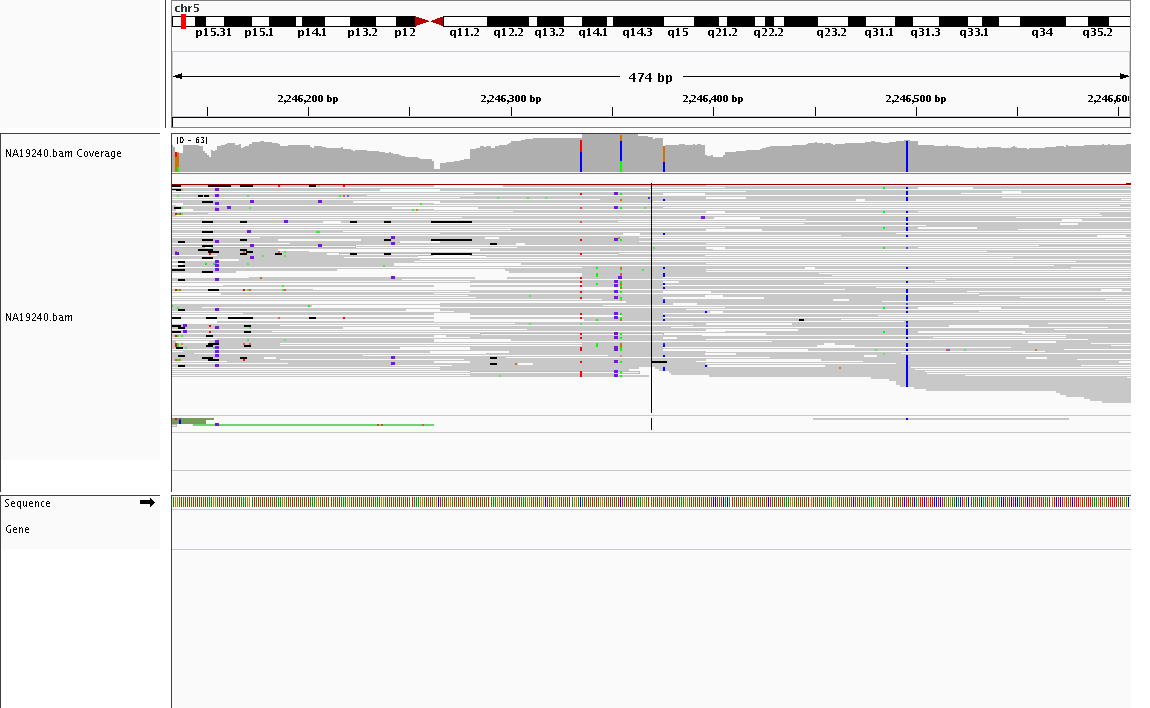 chr5
p15.31 p15.1 p14.1 p13.2 p12 q11.2 q12.2 q13.2 q14.1 q14.3 q15 q21.2 q22.2 q23.2 q31.1 q31.3 q33.1 q34 q35.2
474 bp
2,246,200 bp 2,246,300 bp 2,246,400 bp 2,246,500 bp 2,246,60
[0 - 63]
NA19240.bam Coverage
NA19240.bam
Sequence
Gene